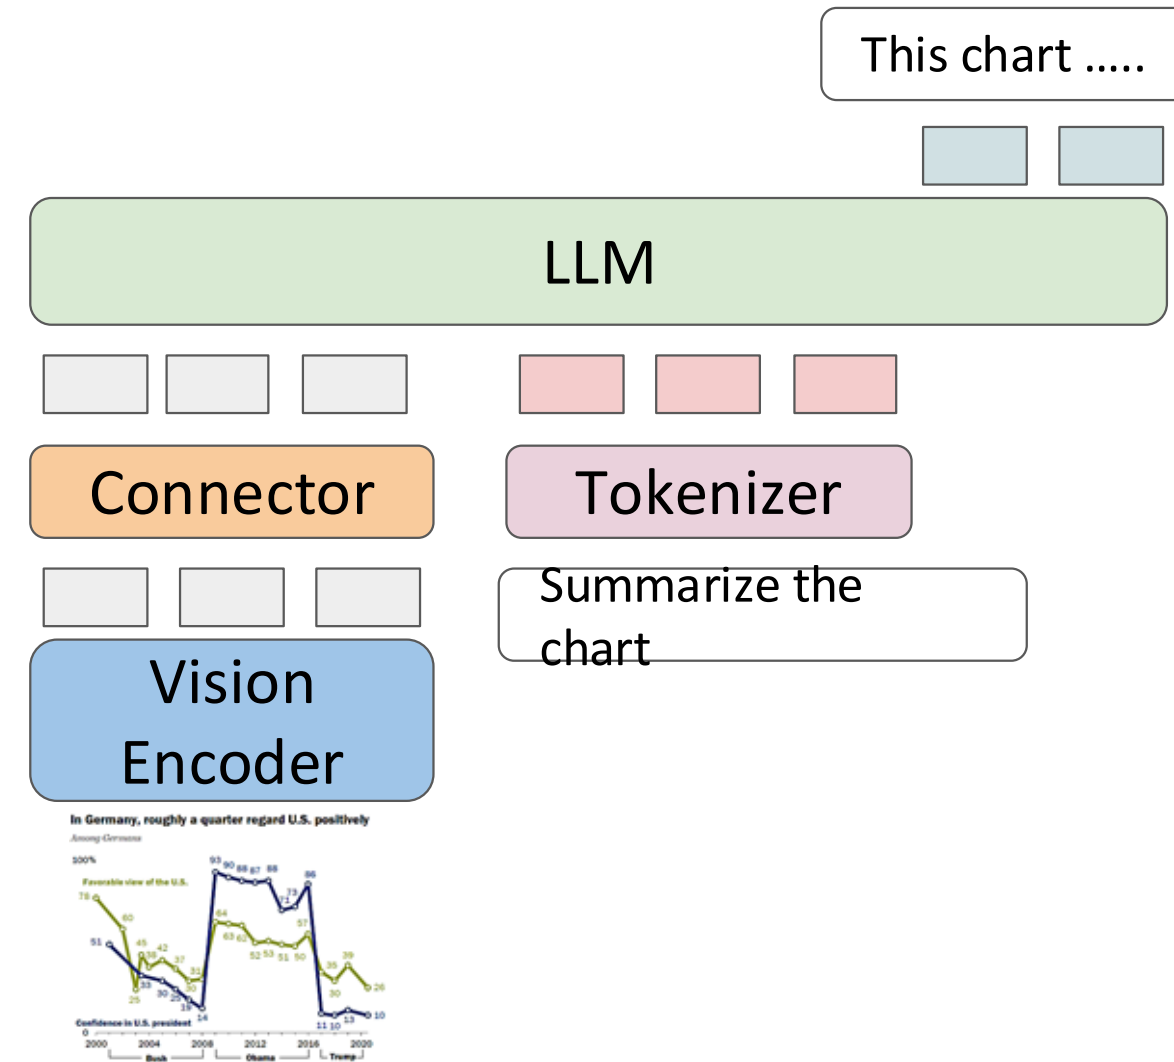 This chart .....
LLM
Connector
Tokenizer
Summarize the
chart
Vision
Encoder
In Germany, roughly a quarter regard U.S. positively
Among Germans
100%
Favorable view of the U.S.
78
60
25
45
38
42
37
30
31
64
63
62
52
53
51
50
57
35
30
39
26
51
33
30
25
19
14
93
90
88
87
88
71
73
86
11
10
13
10
Confidence in U.S. president
0
2000 2004 2008 2012 2016 2020
Bush Obama Trump